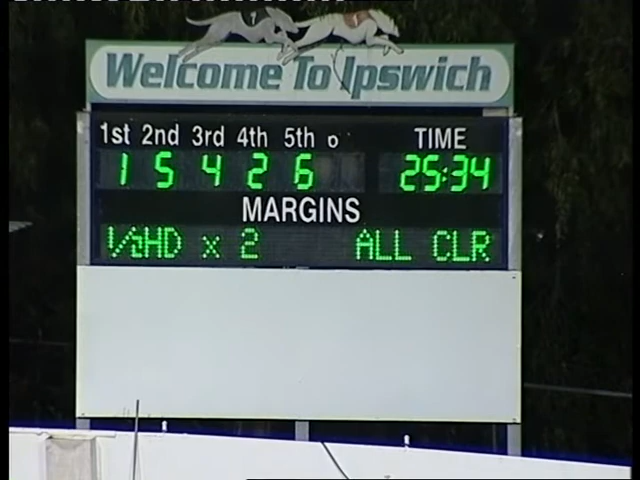 Welcome To Ipswich
1st 2nd 3rd 4th 5th o TIME
1 5 4 2 6 25:34
MARGINS
½HD x 2 ALL CLR